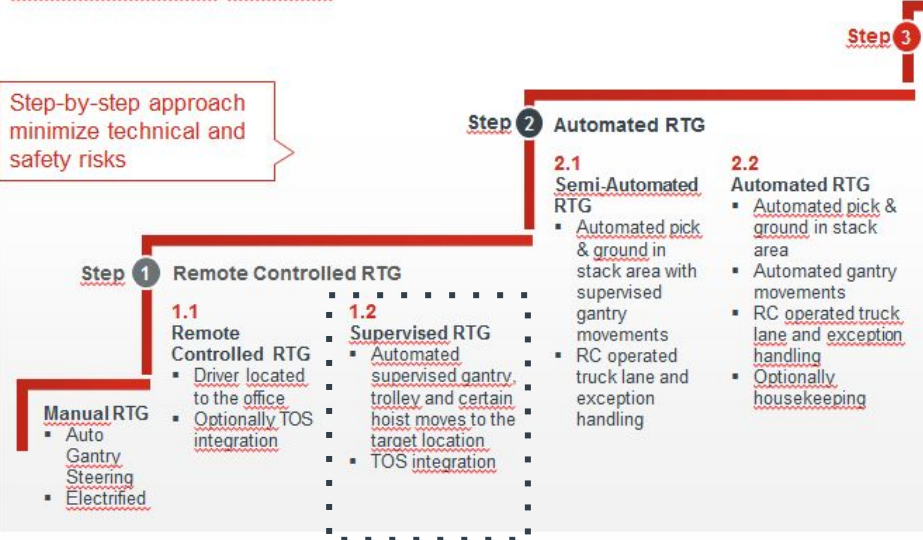 Step 3
Step-by-step approach
minimize technical and
safety risks
Step 2 Automated RTG
2.1
Semi-Automated
RTG
▪ Automated pick
& ground in
stack area with
supervised
gantry
movements
▪ RC operated
truck lane and
exception
handling
2.2
Automated RTG
▪ Automated pick &
ground in stack
area
▪ Automated gantry
movements
▪ RC operated truck
lane and exception
handling
▪ Optionally
housekeeping
Step 1 Remote Controlled RTG
1.1
Remote
Controlled RTG
▪ Driver located
to the office
▪ Optionally TOS
integration
1.2
Supervised RTG
▪ Automated
supervised gantry,
trolley and certain
hoist moves to the
target location
▪ TOS integration
Manual RTG
▪ Auto
Gantry
Steering
▪ Electrified